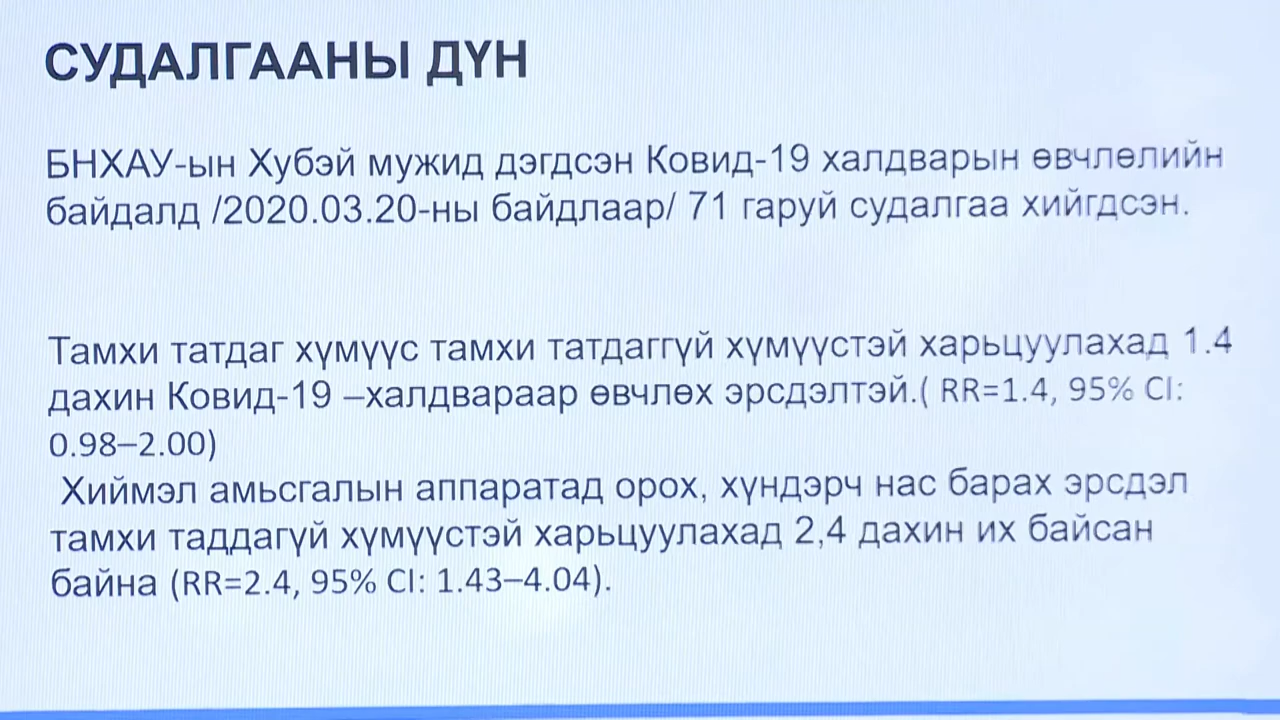 СУДАЛГААНЫ ДҮН
БНХАУ-ын Хубэй мужид дэгдсэн Ковид-19 халдварын өвчлөлийн
байдалд /2020.03.20-ны байдлаар/ 71 гаруй судалгаа хийгдсэн.
Тамхи татдаг хүмүүс тамхи татдаггүй хүмүүстэй харьцуулахад 1.4
дахин Ковид-19 –халдвараар өвчлөх эрсдэлтэй.( RR=1.4, 95% CI:
0.98–2.00)
Хиймэл амьсгалын аппаратад орох, хүндэрч нас барах эрсдэл
тамхи таддагүй хүмүүстэй харьцуулахад 2,4 дахин их байсан
байна (RR=2.4, 95% CI: 1.43–4.04).